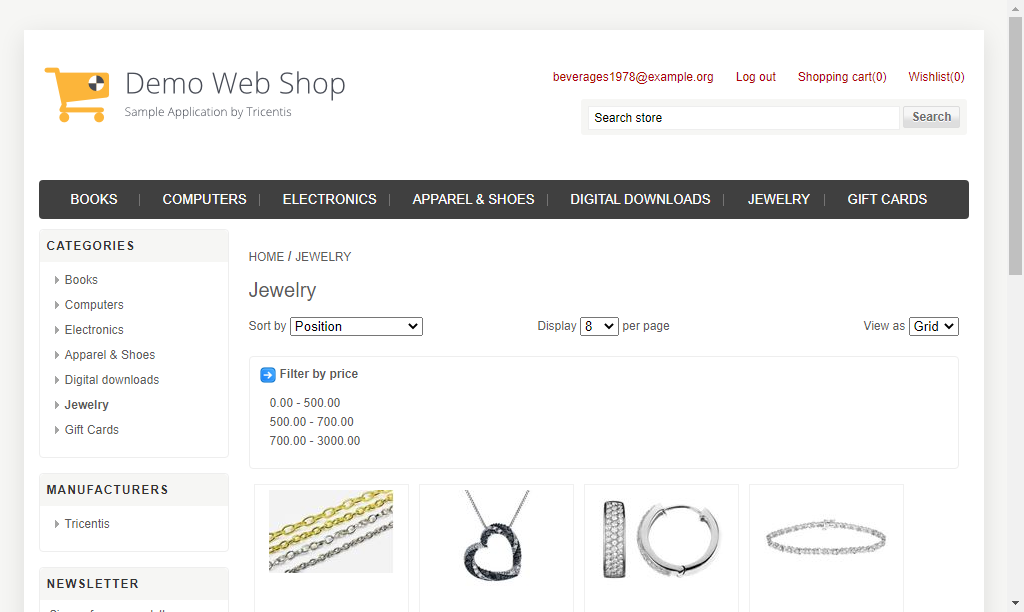 Demo Web Shop
Sample Application by Tricentis
beverages1978@example.org Log out Shopping cart(0) Wishlist(0)
Search store Search
BOOKS COMPUTERS ELECTRONICS APPAREL & SHOES DIGITAL DOWNLOADS JEWELRY GIFT CARDS
CATEGORIES
Books
Computers
Electronics
Apparel & Shoes
Digital downloads
Jewelry
Gift Cards
MANUFACTURERS
Tricentis
NEWSLETTER
HOME / JEWELRY
Jewelry
Sort by Position Display 8 per page View as Grid
Filter by price
0.00 - 500.00
500.00 - 700.00
700.00 - 3000.00